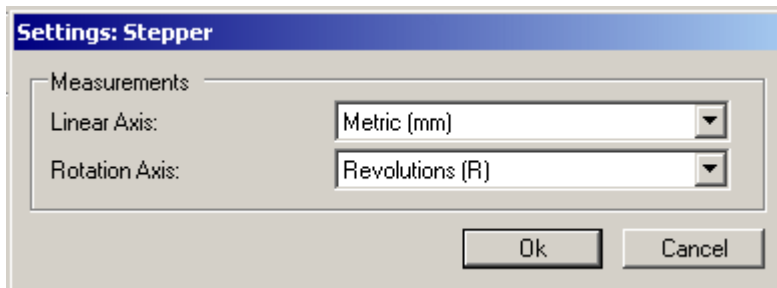 Settings: Stepper
Measurements
Linear Axis: Metric (mm)
Rotation Axis: Revolutions (R)
Ok Cancel